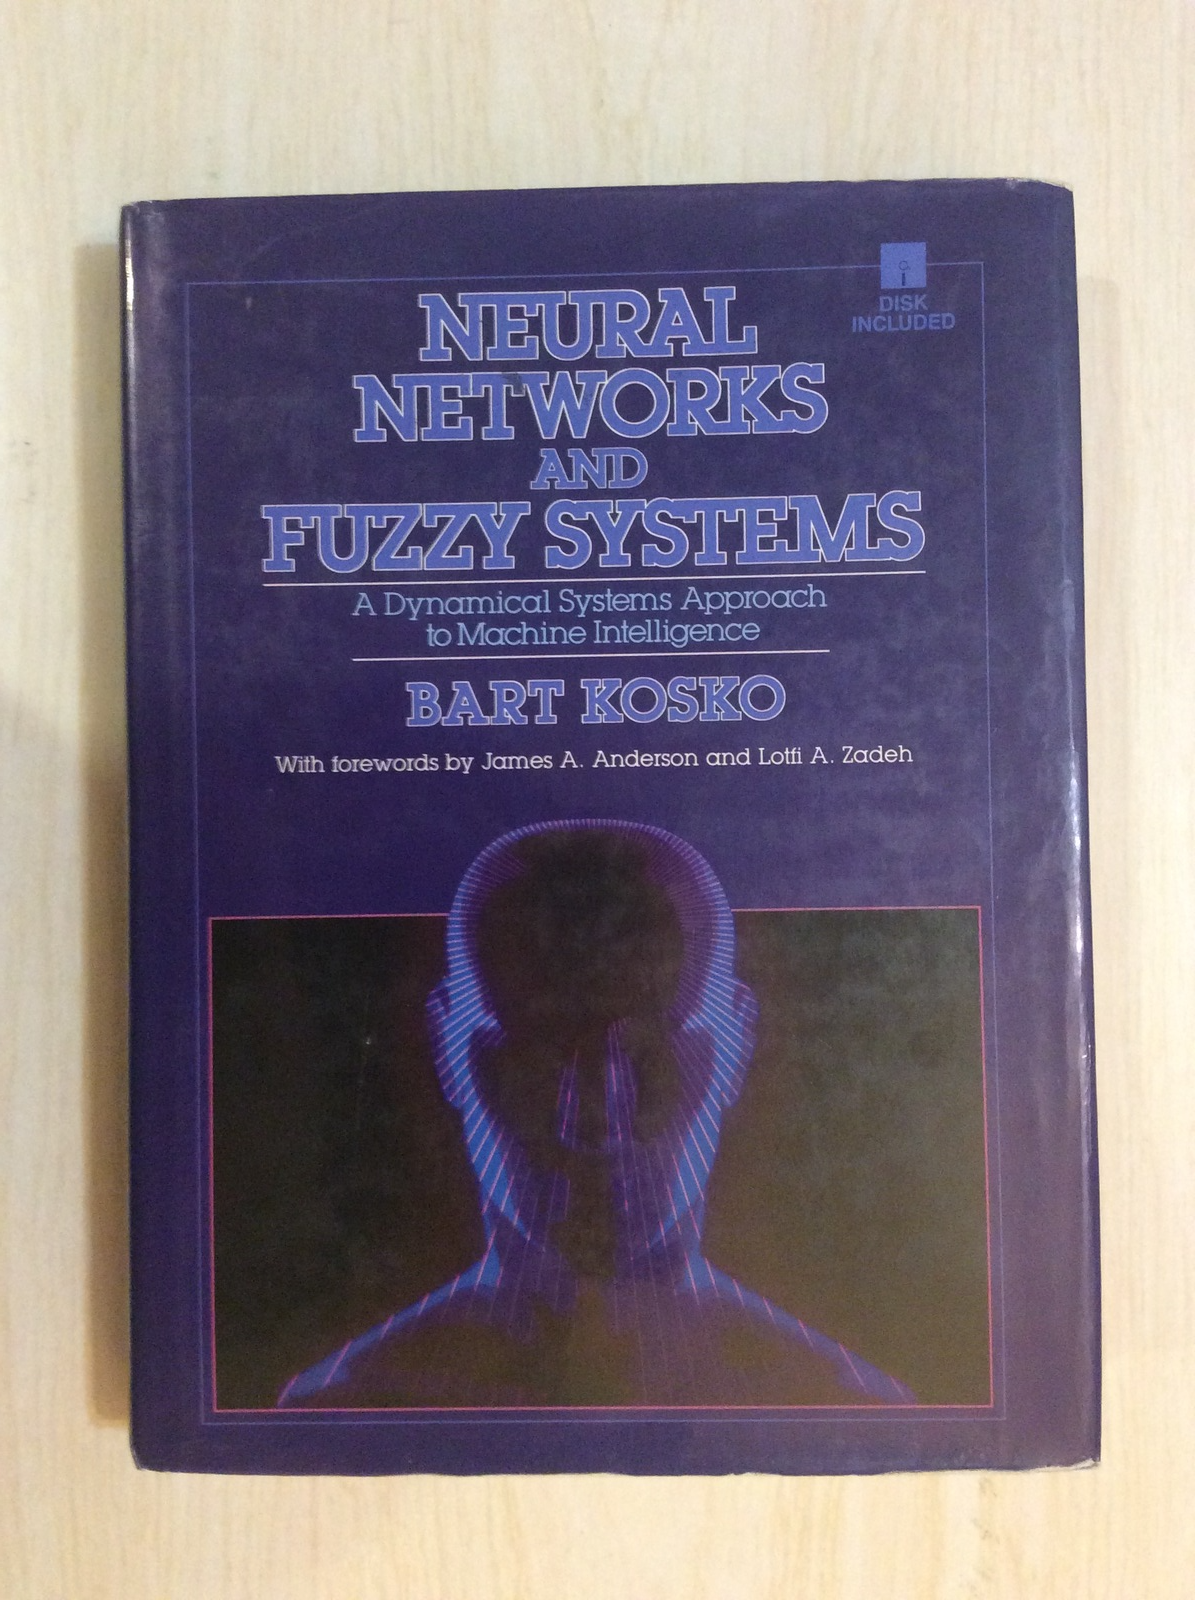 DISK
INCLUDED
NEURAL
NETWORKS
AND
FUZZY SYSTEMS
A Dynamical Systems Approach
to Machine Intelligence
BART KOSKO
With forewords by James A. Anderson and Lotfi A. Zadeh